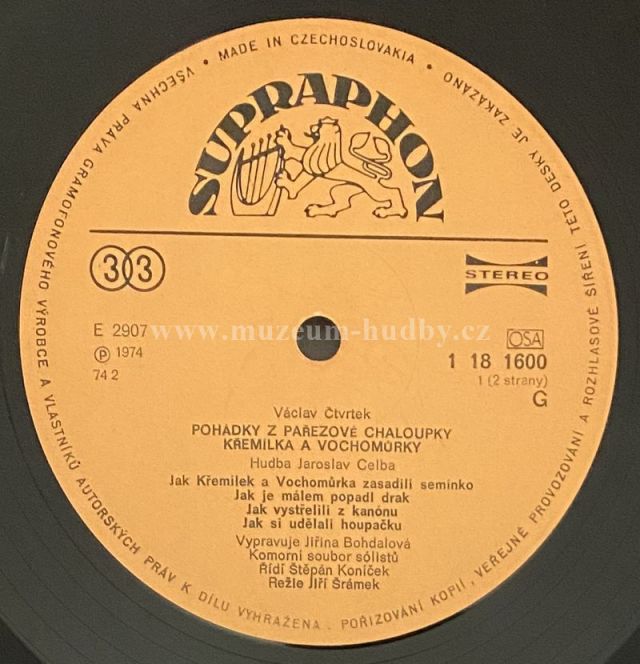 VŠECHNA PRÁVA GRAMOFONOVÉHO VÝROBCE A VLASTNÍKŮ AUTORSKÝCH PRÁV K DÍLU VYHRAŽENA. POŘIZOVÁNÍ KOPIÍ, VEŘEJNÉ PROVOZOVÁNÍ A ROZHLASOVÉ ŠÍŘENÍ TÉTO DESKY JE ZAKÁZÁNO • MADE IN CZECHOSLOVAKIA •
SUPRAPHON
33
STEREO
E 2907
℗ 1974
74 2
www.muzeum-hudby.cz
OSA
1 18 1600
1 (2 strany)
G
Václav Čtvrtek
POHÁDKY Z PAŘEZOVÉ CHALOUPKY
KŘEMÍLKA A VOCHOMŮRKY
Hudba Jaroslav Celba
Jak Křemílek a Vochomůrka zasadili semínko
Jak je málem popadl drak
Jak vystřelili z kanónu
Jak si udělali houpačku
Vypravuje Jiřina Bohdalová
Komorní soubor sólistů
Řídí Štěpán Koníček
Režie Jiří Šrámek